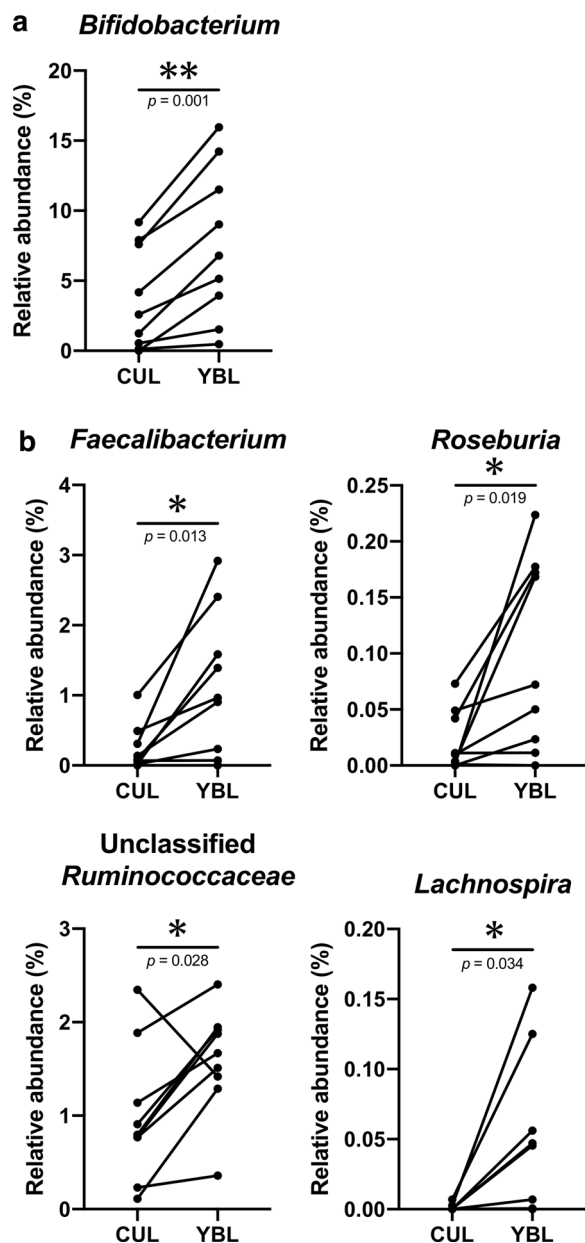 a
Bifidobacterium
Relative abundance (%)
20
15
10
5
0
**
p = 0.001
CUL YBL
b
Faecalibacterium
Relative abundance (%)
4
3
2
1
0
*
p = 0.013
CUL YBL
Roseburia
Relative abundance (%)
0.25
0.20
0.15
0.10
0.05
0.00
*
p = 0.019
CUL YBL
Unclassified
Ruminococcaceae
Relative abundance (%)
3
2
1
0
*
p = 0.028
CUL YBL
Lachnospira
Relative abundance (%)
0.20
0.15
0.10
0.05
0.00
*
p = 0.034
CUL YBL